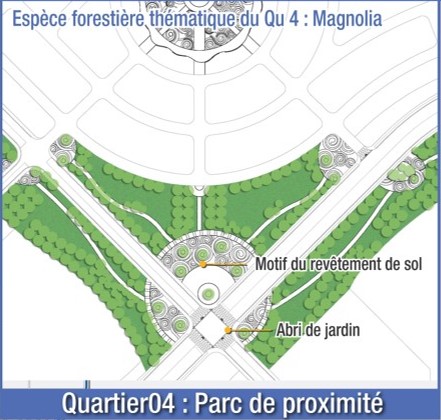 Espèce forestière thématique du Qu 4 : Magnolia
Motif du revêtement de sol
Abri de jardin
Quartier04 : Parc de proximité